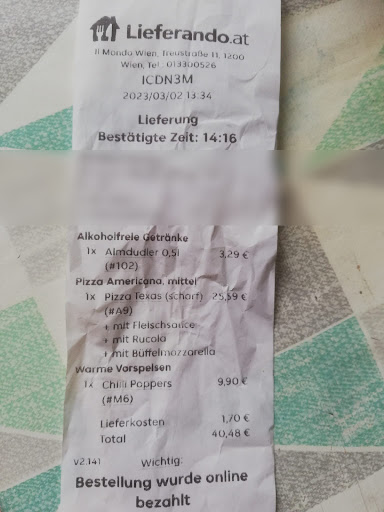 Lieferando.at
Il Mondo Wien, Treustraße 11, 1200
Wien, Tel.: 013300526
ICDN3M
2023/03/02 13:34
Lieferung
Bestätigte Zeit: 14:16
Alkoholfreie Getränke
1x Almdudler 0,5l 3,29 €
(#102)
Pizza Americana, mittel
1x Pizza Texas (scharf) 25,59 €
(#A9)
+ mit Fleischsauce
+ mit Rucola
+ mit Büffelmozzarella
Warme Vorspeisen
1x Chilli Poppers 9,90 €
(#M6)
Lieferkosten 1,70 €
Total 40,48 €
v2.141 Wichtig:
Bestellung wurde online
bezahlt